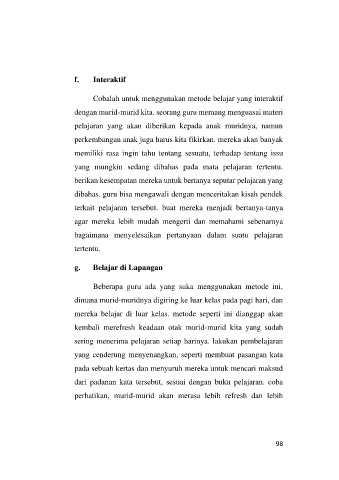 f. Interaktif
Cobalah untuk menggunakan metode belajar yang interaktif
dengan murid-murid kita. seorang guru memang menguasai materi
pelajaran yang akan diberikan kepada anak muridnya, namun
perkembangan anak juga harus kita fikirkan. mereka akan banyak
memiliki rasa ingin tahu tentang sesuatu, terhadap tentang issu
yang mungkin sedang dibahas pada mata pelajaran tertentu.
berikan kesempatan mereka untuk bertanya seputar pelajaran yang
dibahas. guru bisa mengawali dengan menceritakan kisah pendek
terkait pelajaran tersebut. buat mereka menjadi bertanya-tanya
agar mereka lebih mudah mengerti dan memahami sebenarnya
bagaimana menyelesaikan pertanyaan dalam suatu pelajaran
tertentu.
g. Belajar di Lapangan
Beberapa guru ada yang suka menggunakan metode ini,
dimana murid-muridnya digiring ke luar kelas pada pagi hari, dan
mereka belajar di luar kelas. metode seperti ini dianggap akan
kembali merefresh keadaan otak murid-murid kita yang sudah
sering menerima pelajaran setiap harinya. lakukan pembelajaran
yang cenderung menyenangkan, seperti membuat pasangan kata
pada sebuah kertas dan menyuruh mereka untuk mencari maksud
dari padanan kata tersebut, sesuai dengan buku pelajaran. coba
perhatikan, murid-murid akan merasa lebih refresh dan lebih
98